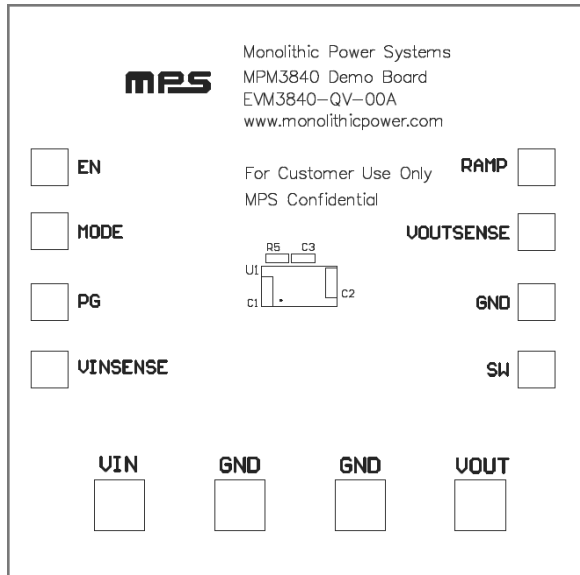 MPS
Monolithic Power Systems
MPM3840 Demo Board
EVM3840-QV-00A
www.monolithicpower.com
For Customer Use Only
MPS Confidential
EN
RAMP
MODE
VOUTSENSE
R5 C3
U1
C1
C2
PG
GND
VINSENSE
SW
VIN GND GND VOUT